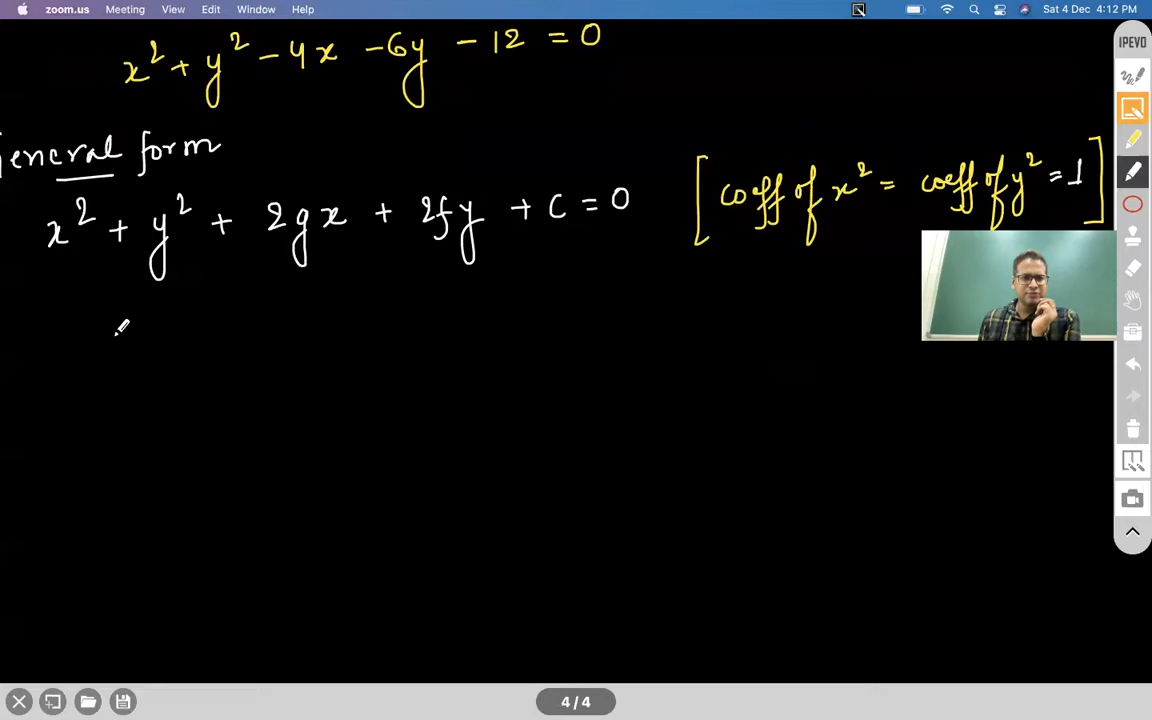 zoom.us Meeting View Edit Window Help Sat 4 Dec 4:12 PM
IPEVO
x² + y² - 4x - 6y - 12 = 0
General form
x² + y² + 2gx + 2fy + c = 0
[coeff of x² = coeff of y² = 1]
4 / 4